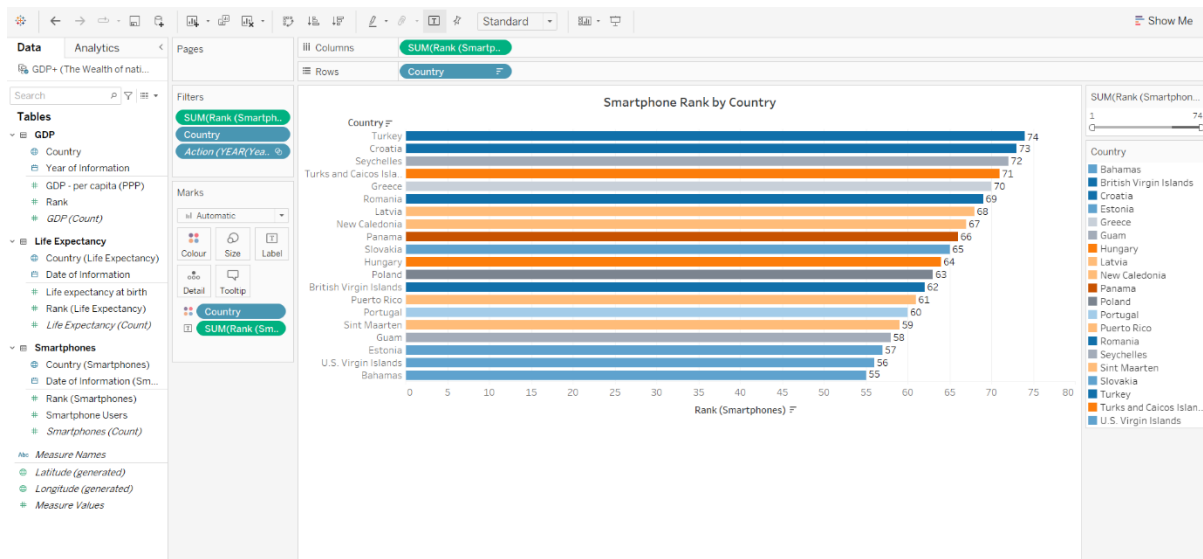 Standard
Show Me
Data
Analytics
GDP+ (The Wealth of nati...
Search
Tables
GDP
Country
Year of Information
GDP - per capita (PPP)
Rank
GDP (Count)
Life Expectancy
Country (Life Expectancy)
Date of Information
Life expectancy at birth
Rank (Life Expectancy)
Life Expectancy (Count)
Smartphones
Country (Smartphones)
Date of Information (Sm...
Rank (Smartphones)
Smartphone Users
Smartphones (Count)
Abc Measure Names
Latitude (generated)
Longitude (generated)
Measure Values
Pages
Filters
SUM(Rank (Smartph..
Country
Action (YEAR(Yea..
Marks
Automatic
Colour
Size
Label
Detail
Tooltip
Country
SUM(Rank (Sm..
Columns
SUM(Rank (Smartp..
Rows
Country
Smartphone Rank by Country
Country
Turkey 74
Croatia 73
Seychelles 72
Turks and Caicos Isla.. 71
Greece 70
Romania 69
Latvia 68
New Caledonia 67
Panama 66
Slovakia 65
Hungary 64
Poland 63
British Virgin Islands 62
Puerto Rico 61
Portugal 60
Sint Maarten 59
Guam 58
Estonia 57
U.S. Virgin Islands 56
Bahamas 55
0 5 10 15 20 25 30 35 40 45 50 55 60 65 70 75 80
Rank (Smartphones)
SUM(Rank (Smartphon...
1 74
Country
Bahamas
British Virgin Islands
Croatia
Estonia
Greece
Guam
Hungary
Latvia
New Caledonia
Panama
Poland
Portugal
Puerto Rico
Romania
Seychelles
Sint Maarten
Slovakia
Turkey
Turks and Caicos Islan..
U.S. Virgin Islands